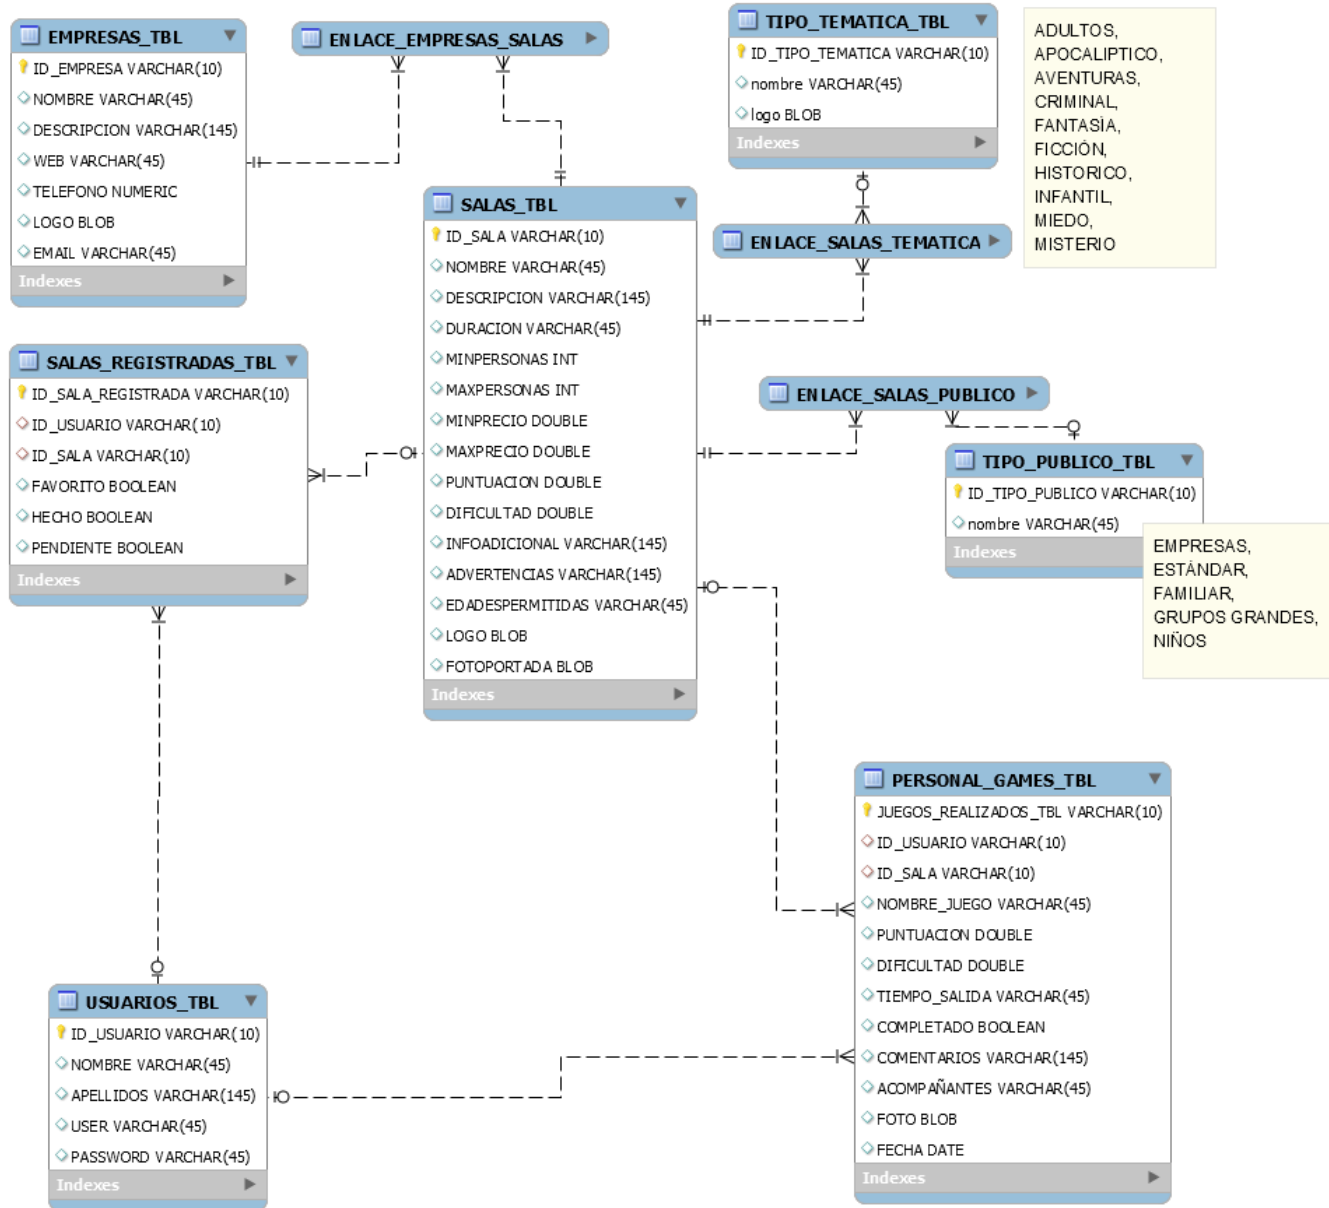 EMPRESAS_TBL
ID_EMPRESA VARCHAR(10)
NOMBRE VARCHAR(45)
DESCRIPCION VARCHAR(145)
WEB VARCHAR(45)
TELEFONO NUMERIC
LOGO BLOB
EMAIL VARCHAR(45)
Indexes
ENLACE_EMPRESAS_SALAS
TIPO_TEMATICA_TBL
ID_TIPO_TEMATICA VARCHAR(10)
nombre VARCHAR(45)
logo BLOB
Indexes
ADULTOS,
APOCALIPTICO,
AVENTURAS,
CRIMINAL,
FANTASÌA,
FICCIÓN,
HISTORICO,
INFANTIL,
MIEDO,
MISTERIO
SALAS_TBL
ID_SALA VARCHAR(10)
NOMBRE VARCHAR(45)
DESCRIPCION VARCHAR(145)
DURACION VARCHAR(45)
MINPERSONAS INT
MAXPERSONAS INT
MINPRECIO DOUBLE
MAXPRECIO DOUBLE
PUNTUACION DOUBLE
DIFICULTAD DOUBLE
INFOADICIONAL VARCHAR(145)
ADVERTENCIAS VARCHAR(145)
EDADESPERMITIDAS VARCHAR(45)
LOGO BLOB
FOTOPORTADA BLOB
Indexes
ENLACE_SALAS_TEMATICA
SALAS_REGISTRADAS_TBL
ID_SALA_REGISTRADA VARCHAR(10)
ID_USUARIO VARCHAR(10)
ID_SALA VARCHAR(10)
FAVORITO BOOLEAN
HECHO BOOLEAN
PENDIENTE BOOLEAN
Indexes
ENLACE_SALAS_PUBLICO
TIPO_PUBLICO_TBL
ID_TIPO_PUBLICO VARCHAR(10)
nombre VARCHAR(45)
Indexes
EMPRESAS,
ESTÁNDAR,
FAMILIAR,
GRUPOS GRANDES,
NIÑOS
PERSONAL_GAMES_TBL
JUEGOS_REALIZADOS_TBL VARCHAR(10)
ID_USUARIO VARCHAR(10)
ID_SALA VARCHAR(10)
NOMBRE_JUEGO VARCHAR(45)
PUNTUACION DOUBLE
DIFICULTAD DOUBLE
TIEMPO_SALIDA VARCHAR(45)
COMPLETADO BOOLEAN
COMENTARIOS VARCHAR(145)
ACOMPAÑANTES VARCHAR(45)
FOTO BLOB
FECHA DATE
Indexes
USUARIOS_TBL
ID_USUARIO VARCHAR(10)
NOMBRE VARCHAR(45)
APELLIDOS VARCHAR(145)
USER VARCHAR(45)
PASSWORD VARCHAR(45)
Indexes